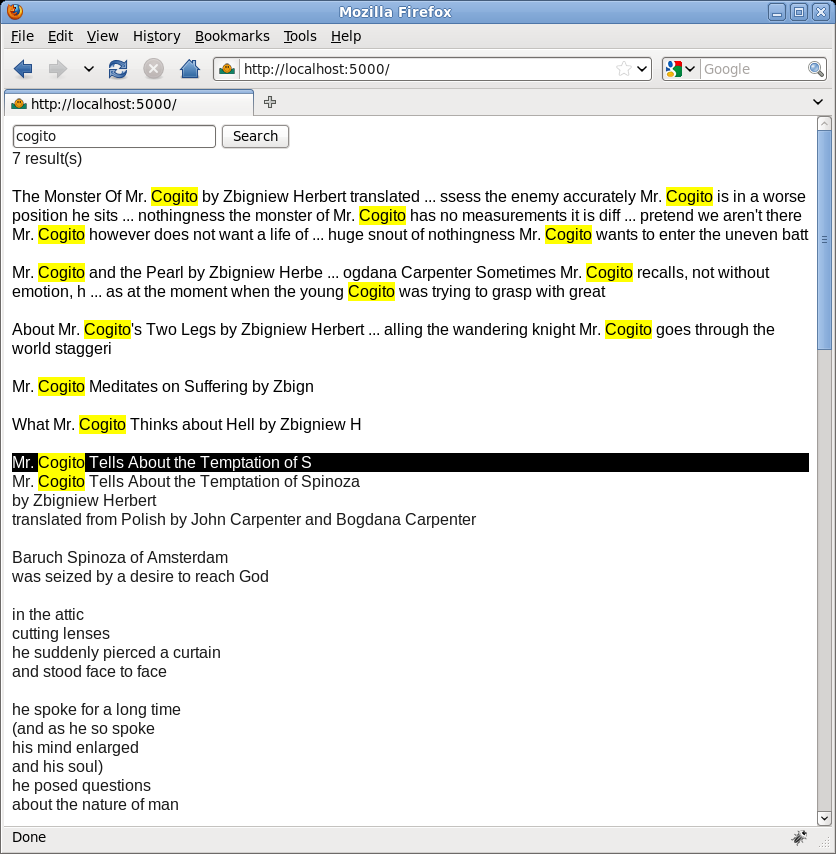 Mozilla Firefox
File Edit View History Bookmarks Tools Help
http://localhost:5000/ Google
http://localhost:5000/
cogito Search
7 result(s)
The Monster Of Mr. Cogito by Zbigniew Herbert translated ... ssess the enemy accurately Mr. Cogito is in a worse
position he sits ... nothingness the monster of Mr. Cogito has no measurements it is diff ... pretend we aren't there
Mr. Cogito however does not want a life of ... huge snout of nothingness Mr. Cogito wants to enter the uneven batt
Mr. Cogito and the Pearl by Zbigniew Herbe ... ogdana Carpenter Sometimes Mr. Cogito recalls, not without
emotion, h ... as at the moment when the young Cogito was trying to grasp with great
About Mr. Cogito's Two Legs by Zbigniew Herbert ... alling the wandering knight Mr. Cogito goes through the
world staggeri
Mr. Cogito Meditates on Suffering by Zbign
What Mr. Cogito Thinks about Hell by Zbigniew H
Mr. Cogito Tells About the Temptation of S
Mr. Cogito Tells About the Temptation of Spinoza
by Zbigniew Herbert
translated from Polish by John Carpenter and Bogdana Carpenter
Baruch Spinoza of Amsterdam
was seized by a desire to reach God
in the attic
cutting lenses
he suddenly pierced a curtain
and stood face to face
he spoke for a long time
(and as he so spoke
his mind enlarged
and his soul)
he posed questions
about the nature of man
Done